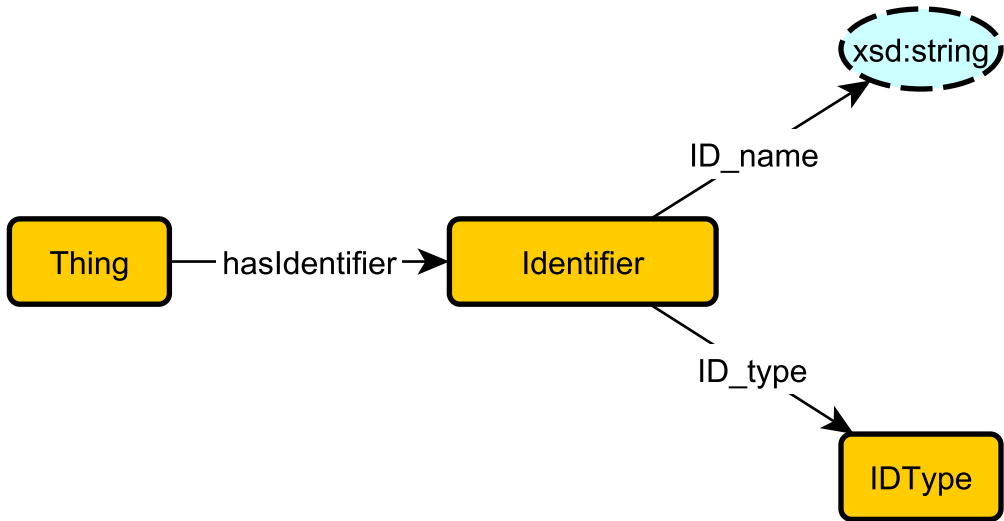 xsd:string
ID_name
Thing
hasIdentifier
Identifier
ID_type
IDType